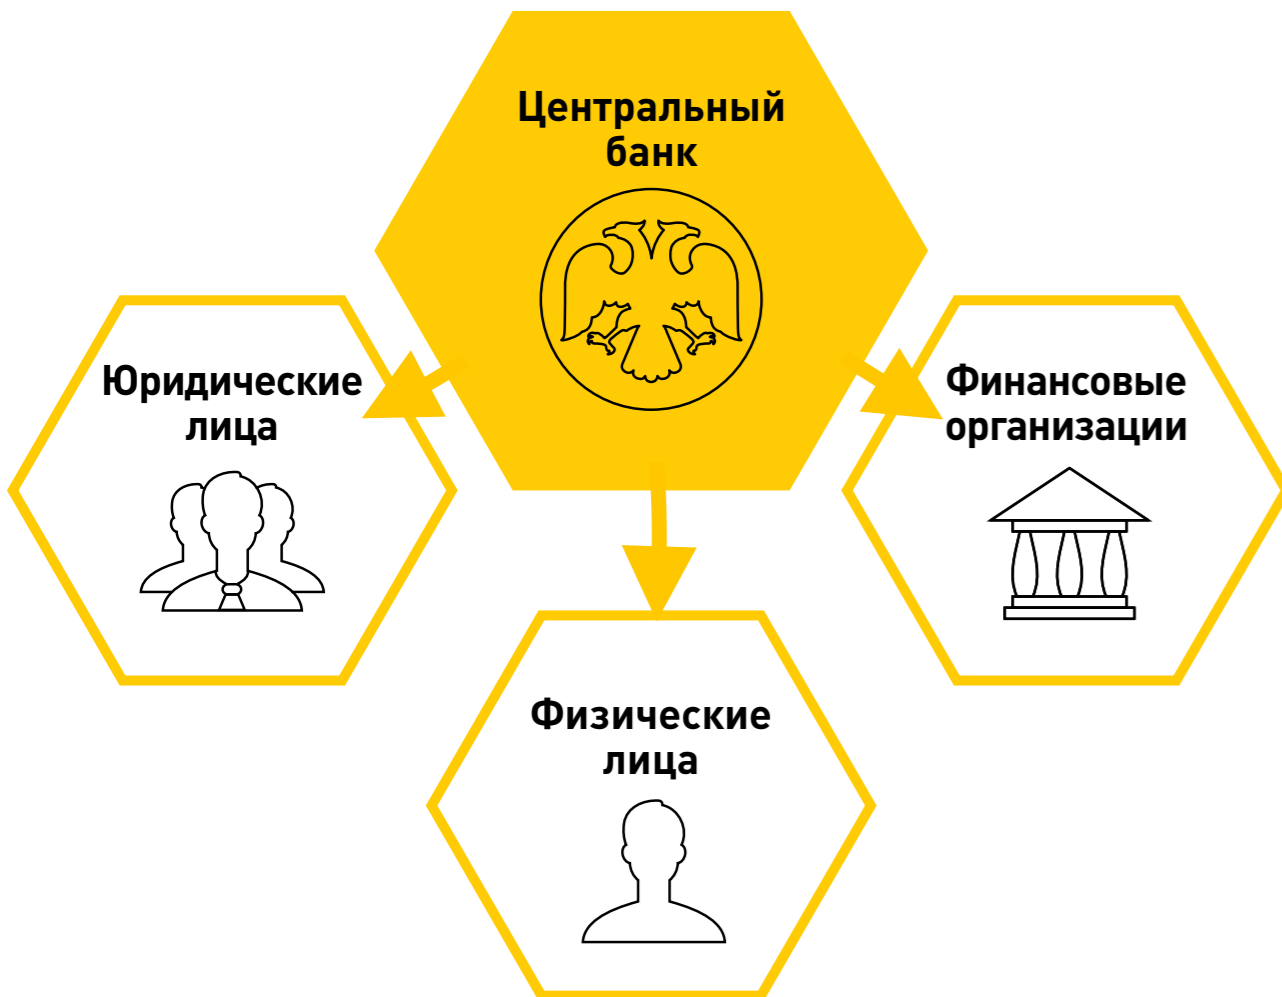 Центральный
банк
Юридические
лица
Финансовые
организации
Физические
лица